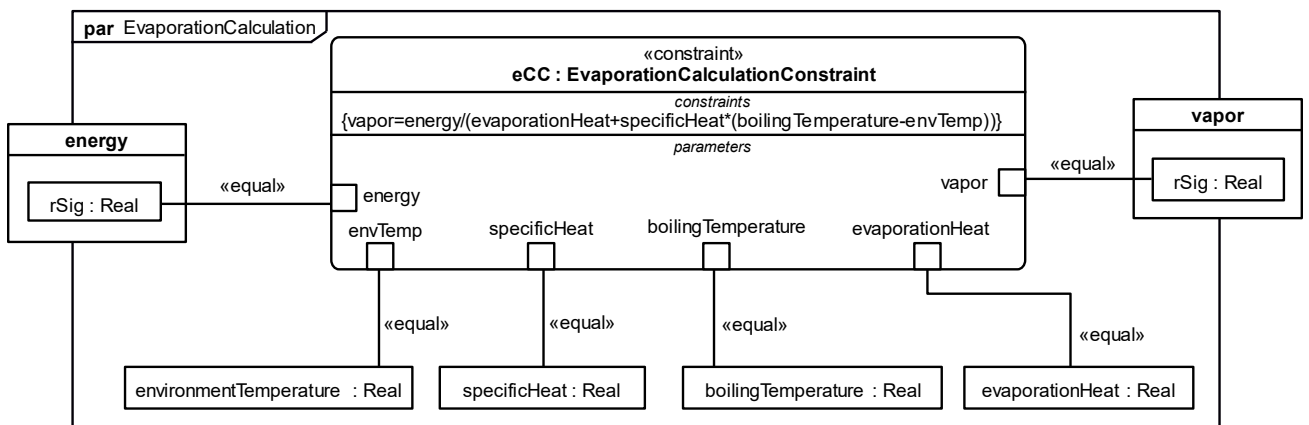 par EvaporationCalculation
«constraint»
eCC : EvaporationCalculationConstraint
constraints
{vapor=energy/(evaporationHeat+specificHeat*(boilingTemperature-envTemp))}
parameters
energy
rSig : Real
«equal»
energy
vapor
«equal»
vapor
rSig : Real
envTemp
specificHeat
boilingTemperature
evaporationHeat
«equal»
«equal»
«equal»
«equal»
environmentTemperature : Real
specificHeat : Real
boilingTemperature : Real
evaporationHeat : Real